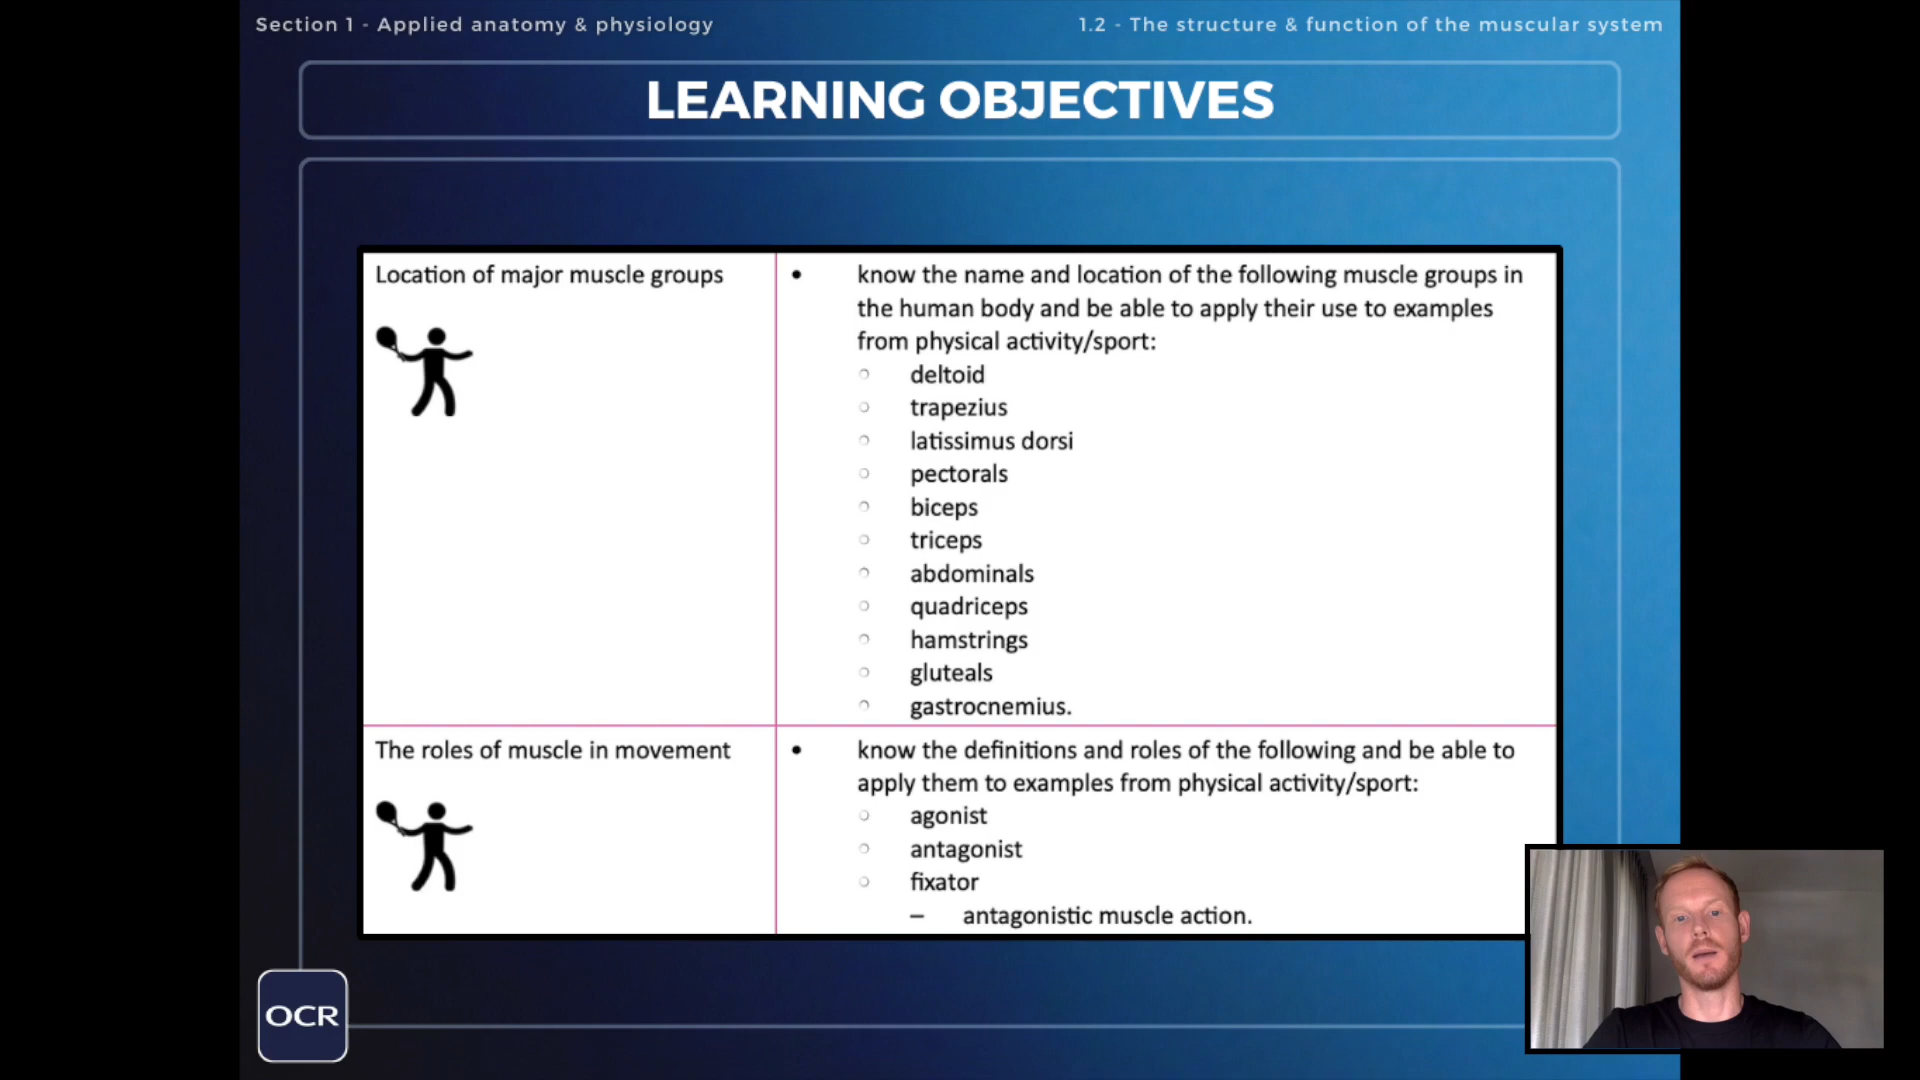 Section 1 - Applied anatomy & physiology
1.2 - The structure & function of the muscular system
LEARNING OBJECTIVES
Location of major muscle groups
• know the name and location of the following muscle groups in
the human body and be able to apply their use to examples
from physical activity/sport:
○ deltoid
○ trapezius
○ latissimus dorsi
○ pectorals
○ biceps
○ triceps
○ abdominals
○ quadriceps
○ hamstrings
○ gluteals
○ gastrocnemius.
The roles of muscle in movement
• know the definitions and roles of the following and be able to
apply them to examples from physical activity/sport:
○ agonist
○ antagonist
○ fixator
– antagonistic muscle action.
OCR